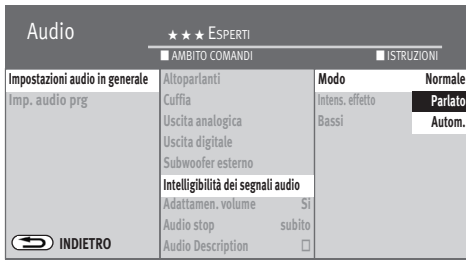 Audio
★★★ ESPERTI
AMBITO COMANDI
ISTRUZIONI
Impostazioni audio in generale
Imp. audio prg
INDIETRO
Altoparlanti
Cuffia
Uscita analogica
Uscita digitale
Subwoofer esterno
Intelligibilità dei segnali audio
Adattamen. volume Sì
Audio stop subito
Audio Description
Modo Normale
Intens. effetto Parlato
Bassi Autom.